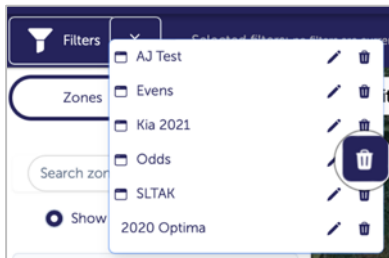 Filters
Selected filters: no filters are curr
AJ Test
Zones
Evens
Kia 2021
Odds
Search zon
SLTAK
Show
2020 Optima